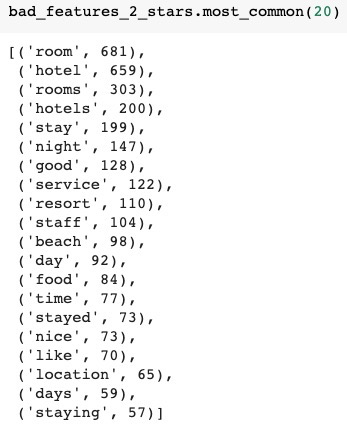 bad_features_2_stars.most_common(20)
[('room', 681),
('hotel', 659),
('rooms', 303),
('hotels', 200),
('stay', 199),
('night', 147),
('good', 128),
('service', 122),
('resort', 110),
('staff', 104),
('beach', 98),
('day', 92),
('food', 84),
('time', 77),
('stayed', 73),
('nice', 73),
('like', 70),
('location', 65),
('days', 59),
('staying', 57)]